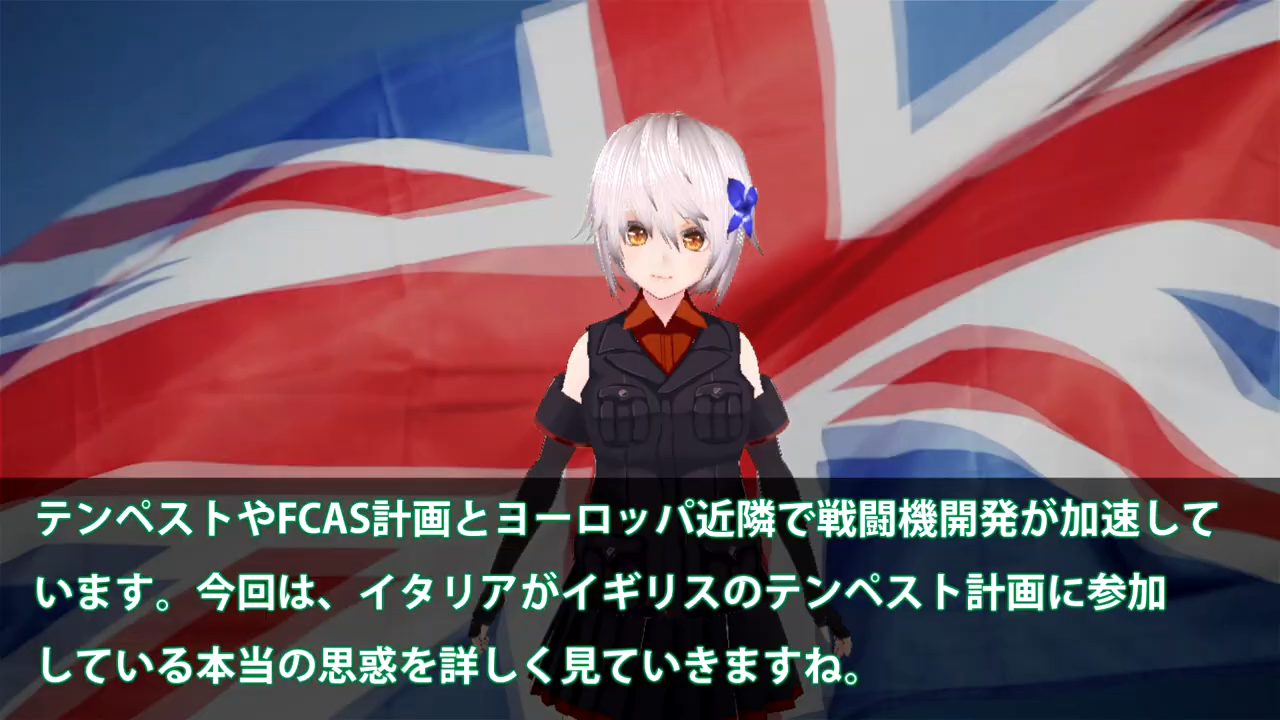 テンペストやFCAS計画とヨーロッパ近隣で戦闘機開発が加速して
います。今回は、イタリアがイギリスのテンペスト計画に参加
している本当の思惑を詳しく見ていきますね。